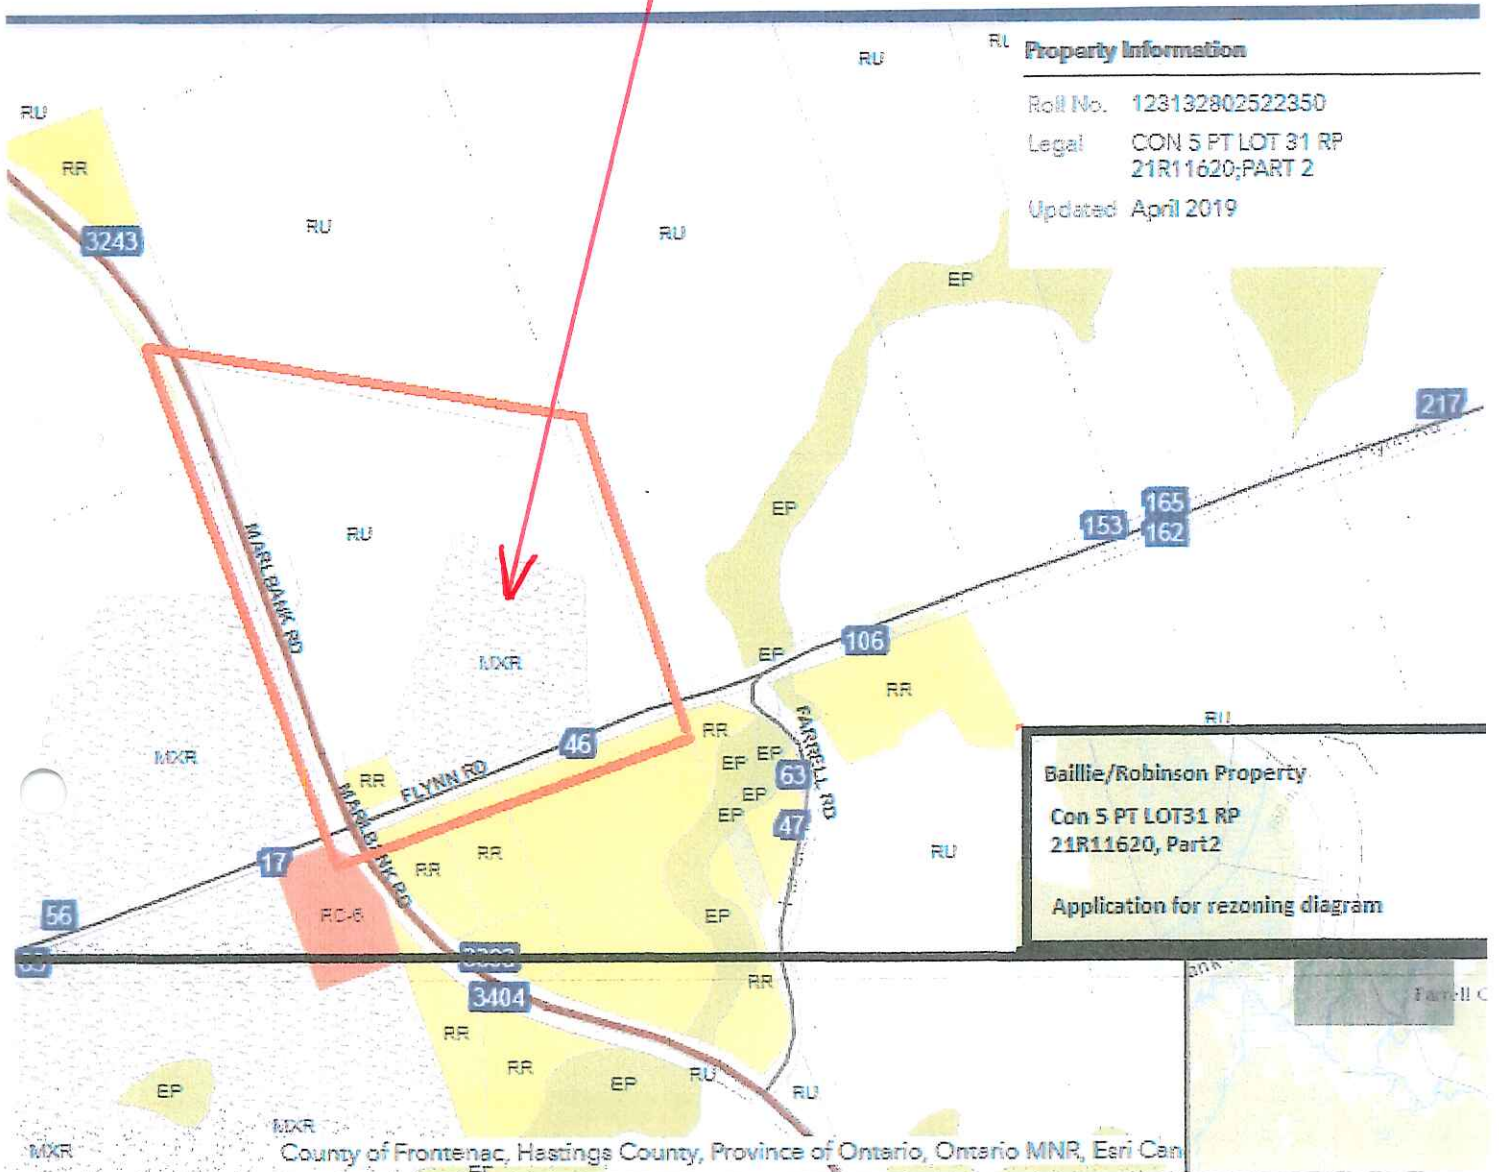 RU
RU
Property Information
RU
Roll No. 123132802522350
Legal CON 5 PT LOT 31 RP
21R11620;PART 2
RR
Updated April 2019
RU
RU
3243
EP
217
Flynn Rd
EP
165
153
162
RU
MARLBANK RD
106
EP
MXR
RR
RU
46
RR
FARRELL RD
MXR
EP
EP
63
Baillie/Robinson Property
RR
FLYNN RD
EP
Con 5 PT LOT31 RP
21R11620, Part2
MARLBANK RD
EP
47
RR
RR
RU
17
Application for rezoning diagram
56
RC-6
EP
3404
RR
Farrell C
RR
RR
EP
EP
RU
RU
MXR
MXR
County of Frontenac, Hastings County, Province of Ontario, Ontario MNR, Esri Can